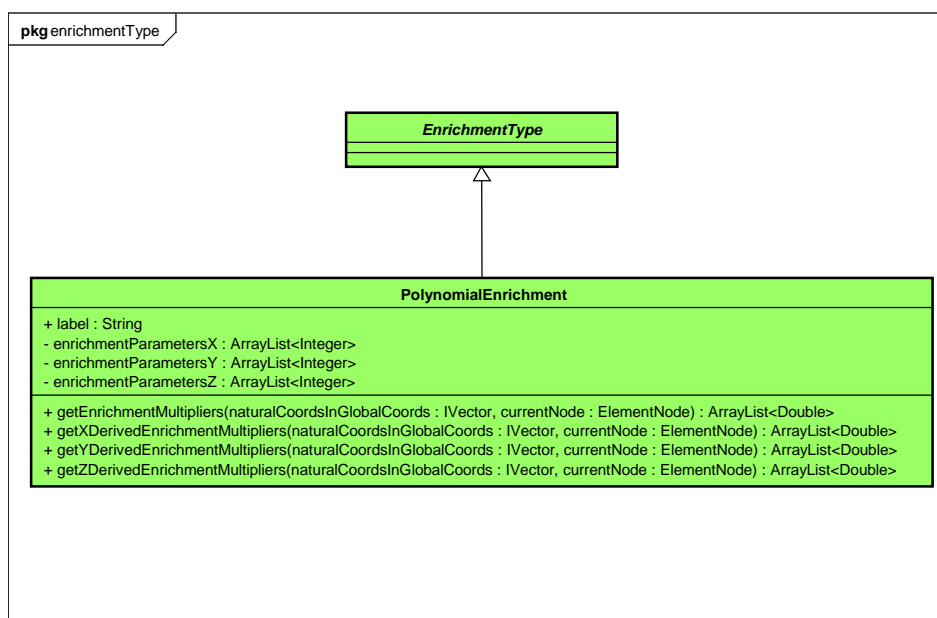 pkg enrichmentType
EnrichmentType
PolynomialEnrichment
+ label : String
- enrichmentParametersX : ArrayList<Integer>
- enrichmentParametersY : ArrayList<Integer>
- enrichmentParametersZ : ArrayList<Integer>
+ getEnrichmentMultipliers(naturalCoordsInGlobalCoords : IVector, currentNode : ElementNode) : ArrayList<Double>
+ getXDerivedEnrichmentMultipliers(naturalCoordsInGlobalCoords : IVector, currentNode : ElementNode) : ArrayList<Double>
+ getYDerivedEnrichmentMultipliers(naturalCoordsInGlobalCoords : IVector, currentNode : ElementNode) : ArrayList<Double>
+ getZDerivedEnrichmentMultipliers(naturalCoordsInGlobalCoords : IVector, currentNode : ElementNode) : ArrayList<Double>